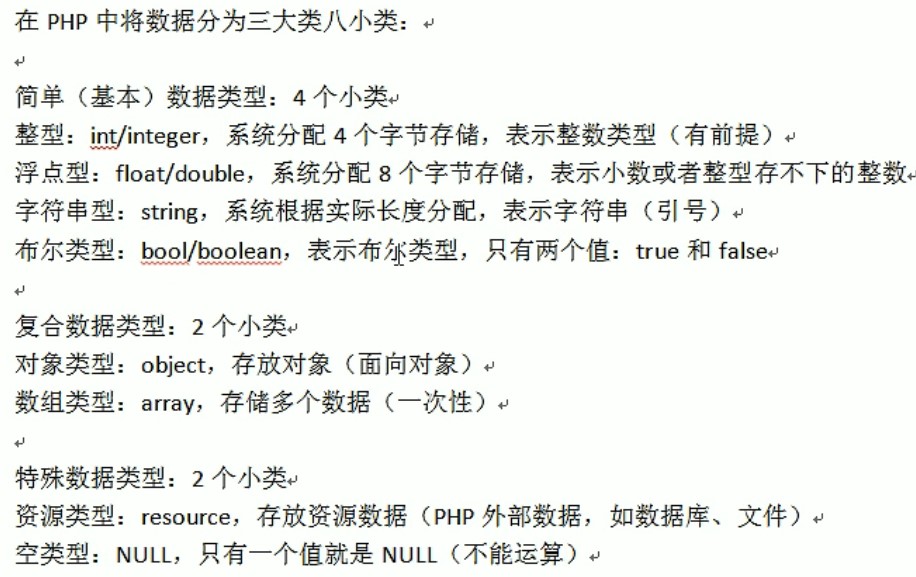 在 PHP 中将数据分为三大类八小类：
简单（基本）数据类型：4 个小类
整型：int/integer，系统分配 4 个字节存储，表示整数类型（有前提）
浮点型：float/double，系统分配 8 个字节存储，表示小数或者整型存不下的整数
字符串型：string，系统根据实际长度分配，表示字符串（引号）
布尔类型：bool/boolean，表示布尔类型，只有两个值：true 和 false
复合数据类型：2 个小类
对象类型：object，存放对象（面向对象）
数组类型：array，存储多个数据（一次性）
特殊数据类型：2 个小类
资源类型：resource，存放资源数据（PHP 外部数据，如数据库、文件）
空类型：NULL，只有一个值就是 NULL（不能运算）